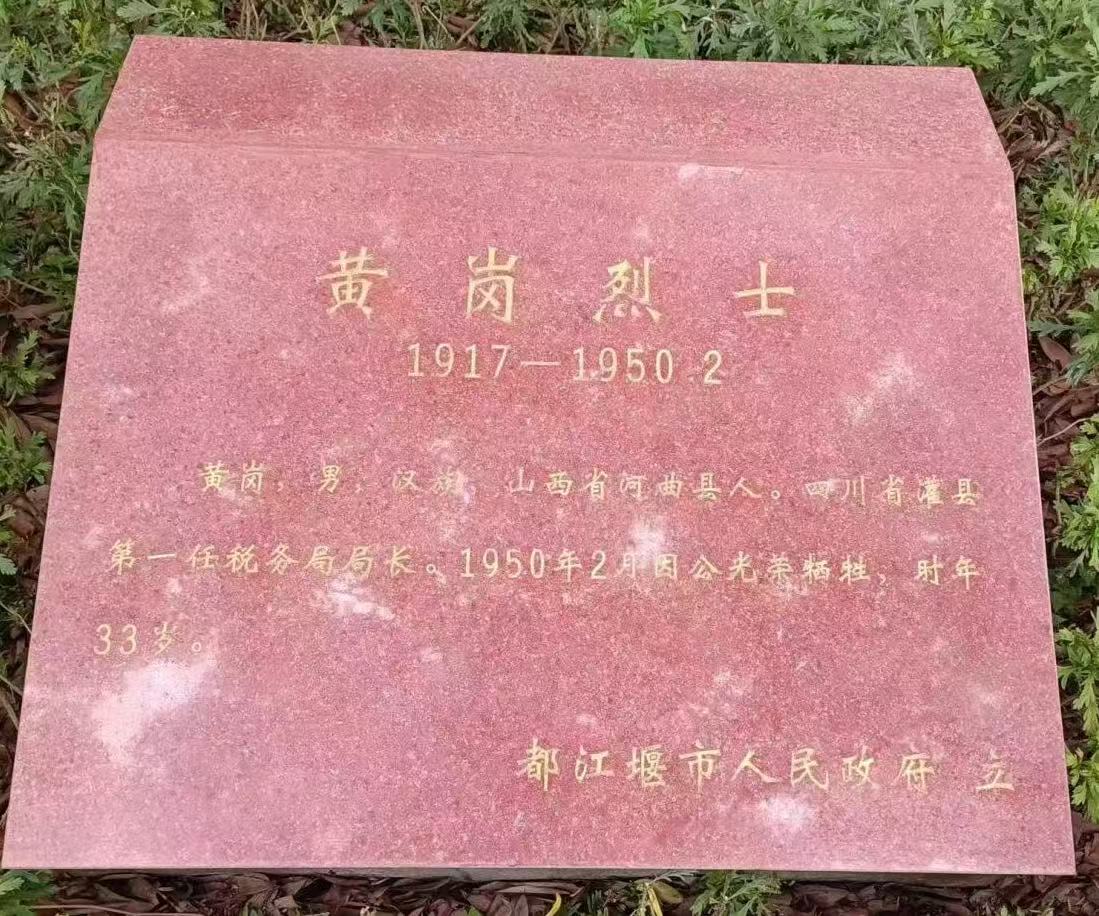 黄岗烈士
1917—1950.2
黄岗，男，汉族，山西省河曲县人。四川省灌县
第一任税务局局长。1950年2月因公光荣牺牲，时年
33岁。
都江堰市人民政府 立